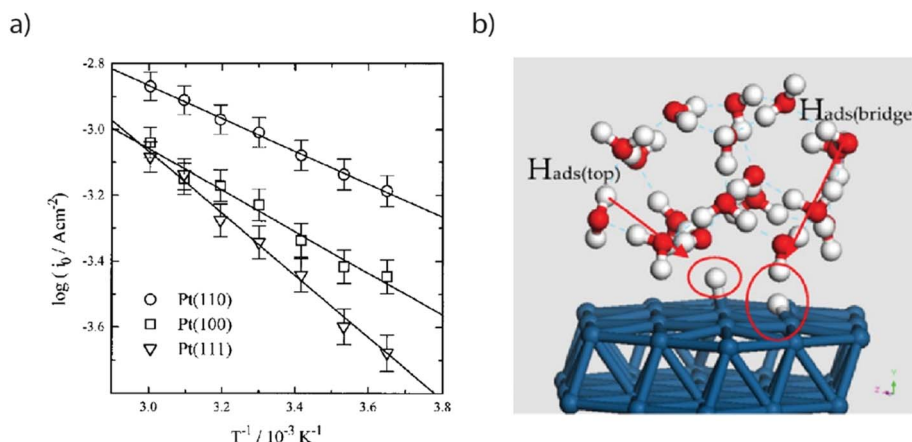 a)
b)
-2.8
-3.0
-3.2
-3.4
-3.6
log ( i₀ / Acm⁻²)
Pt(110)
Pt(100)
Pt(111)
3.0 3.2 3.4 3.6 3.8
T⁻¹ / 10⁻³ K⁻¹
Hads(top)
Hads(bridge
Y
Z